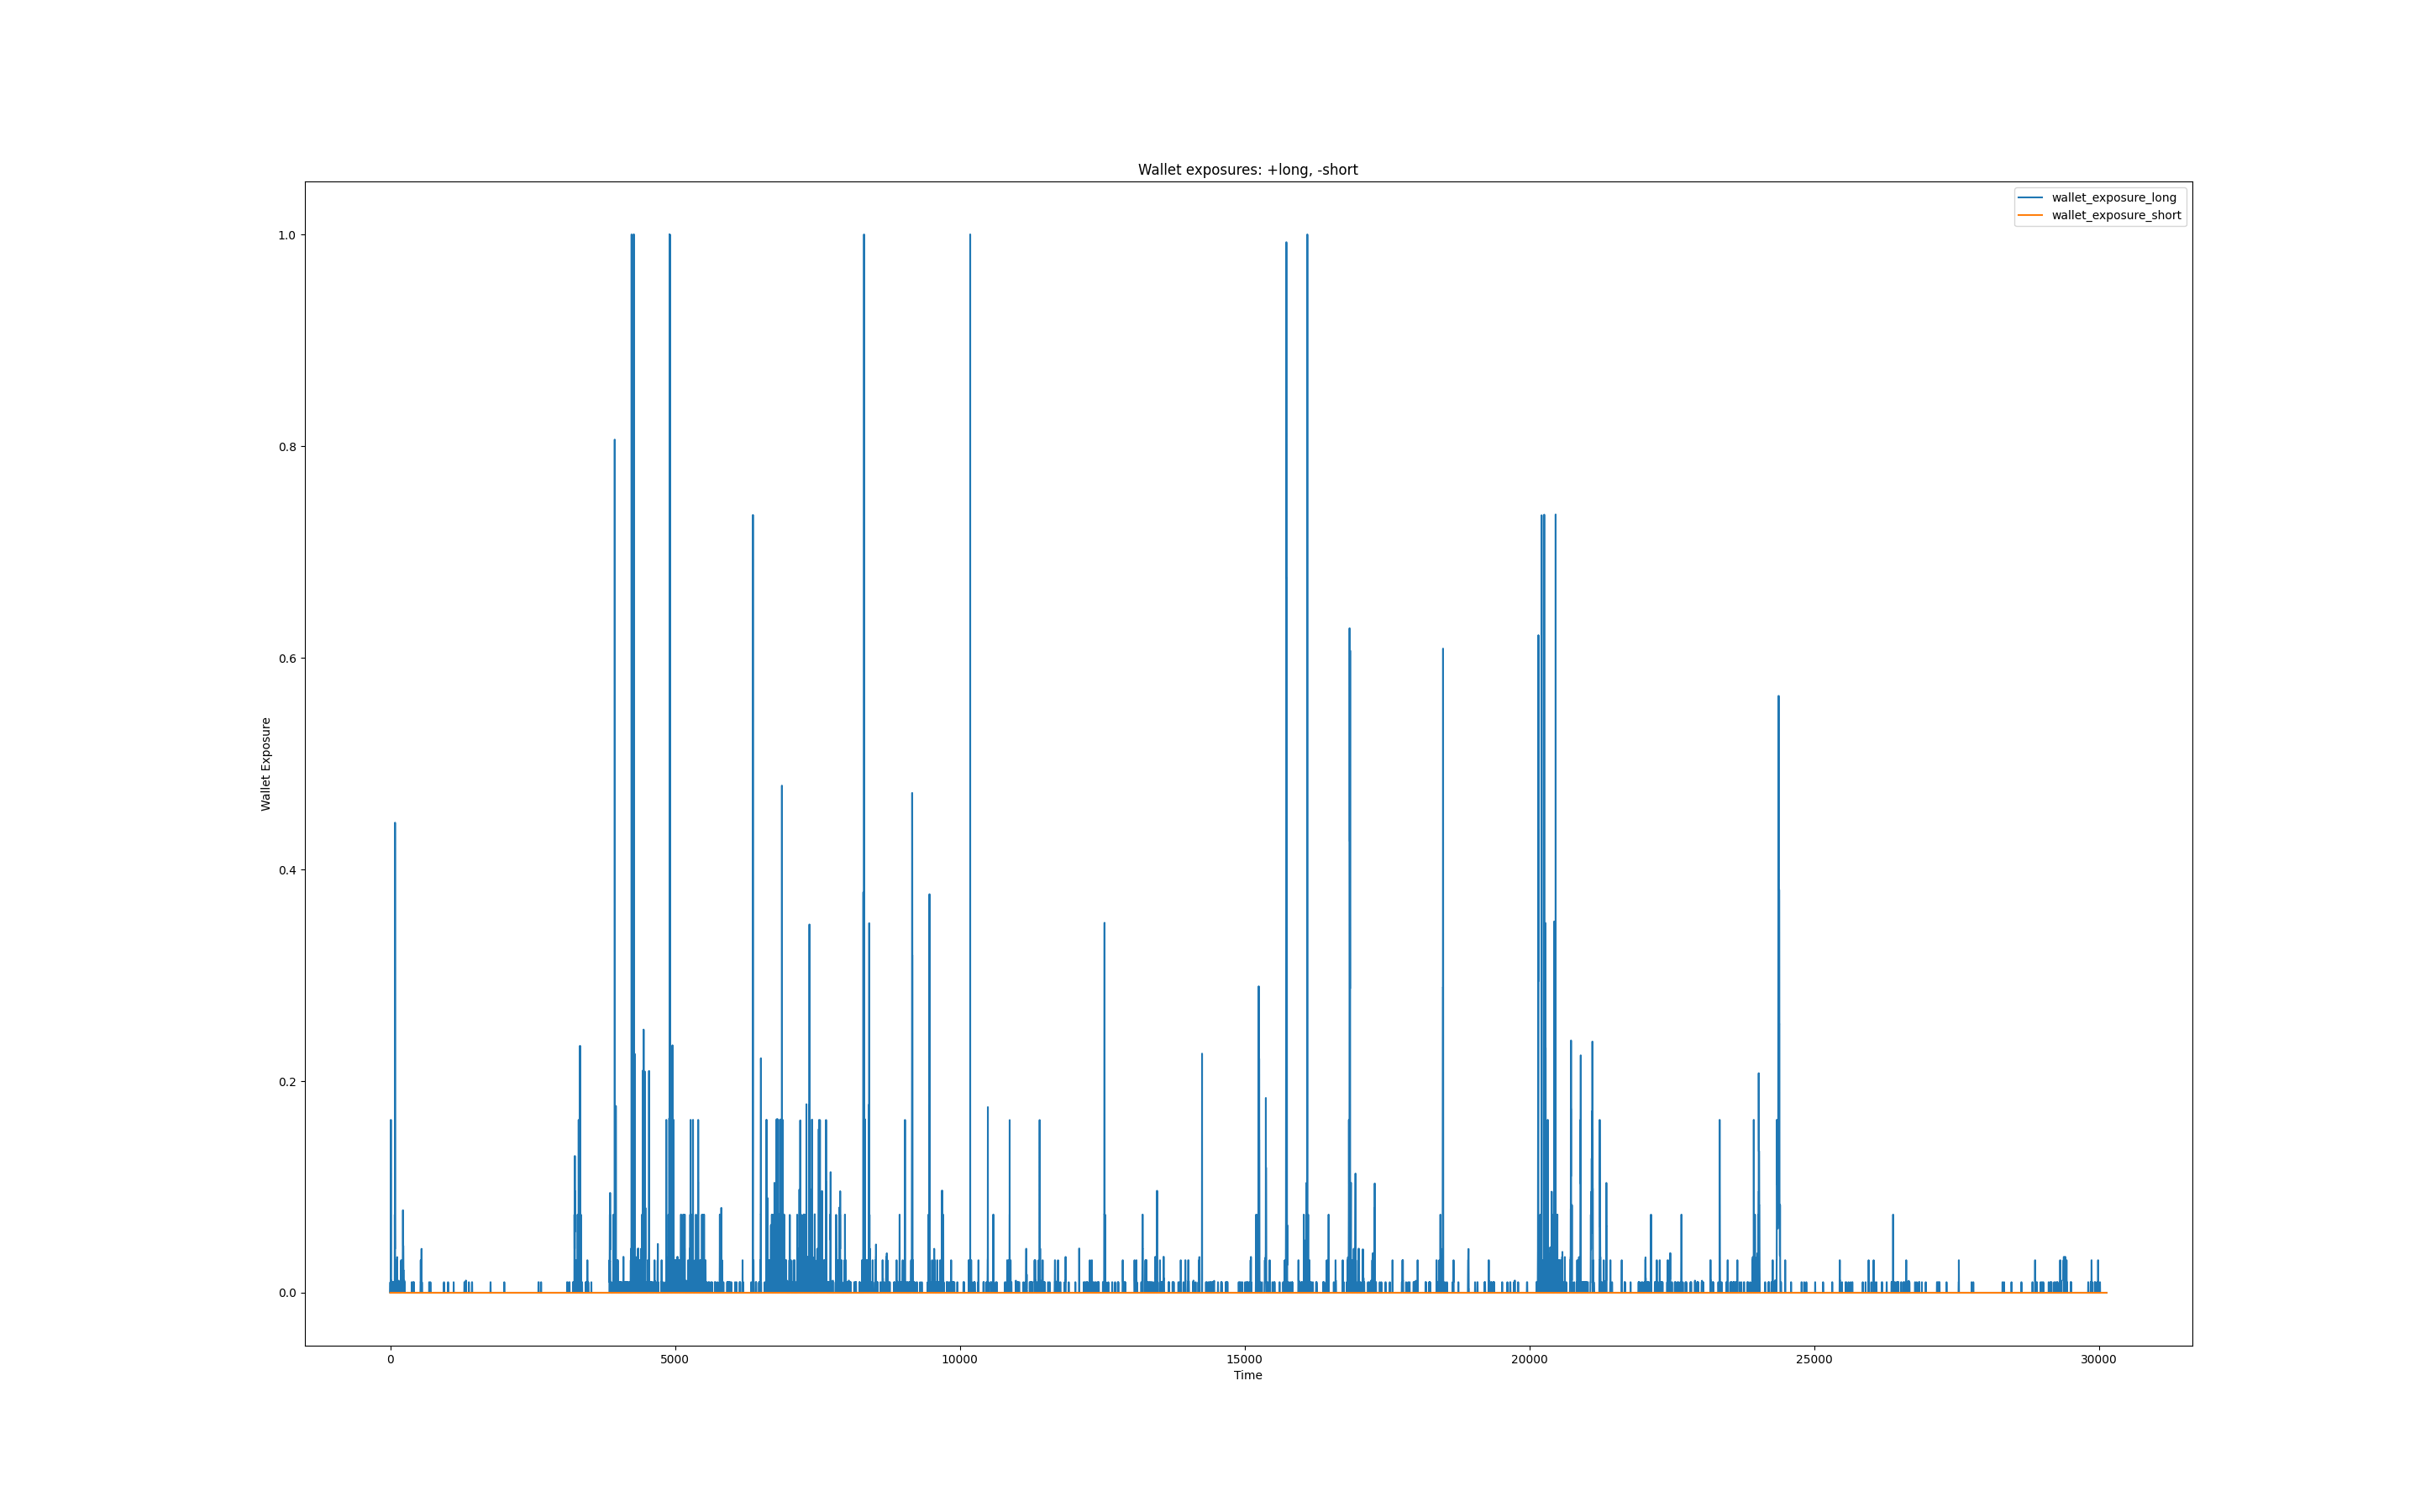 Wallet exposures: +long, -short
wallet_exposure_long
wallet_exposure_short
1.0
0.8
0.6
0.4
0.2
0.0
Wallet Exposure
0 5000 10000 15000 20000 25000 30000
Time